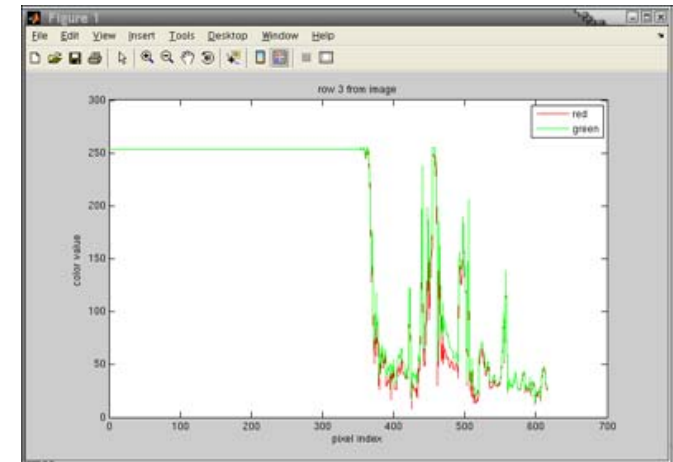 Figure 1
File Edit View Insert Tools Desktop Window Help
row 3 from image
300
250
200
150
100
50
0
color value
red
green
0 100 200 300 400 500 600 700
pixel index